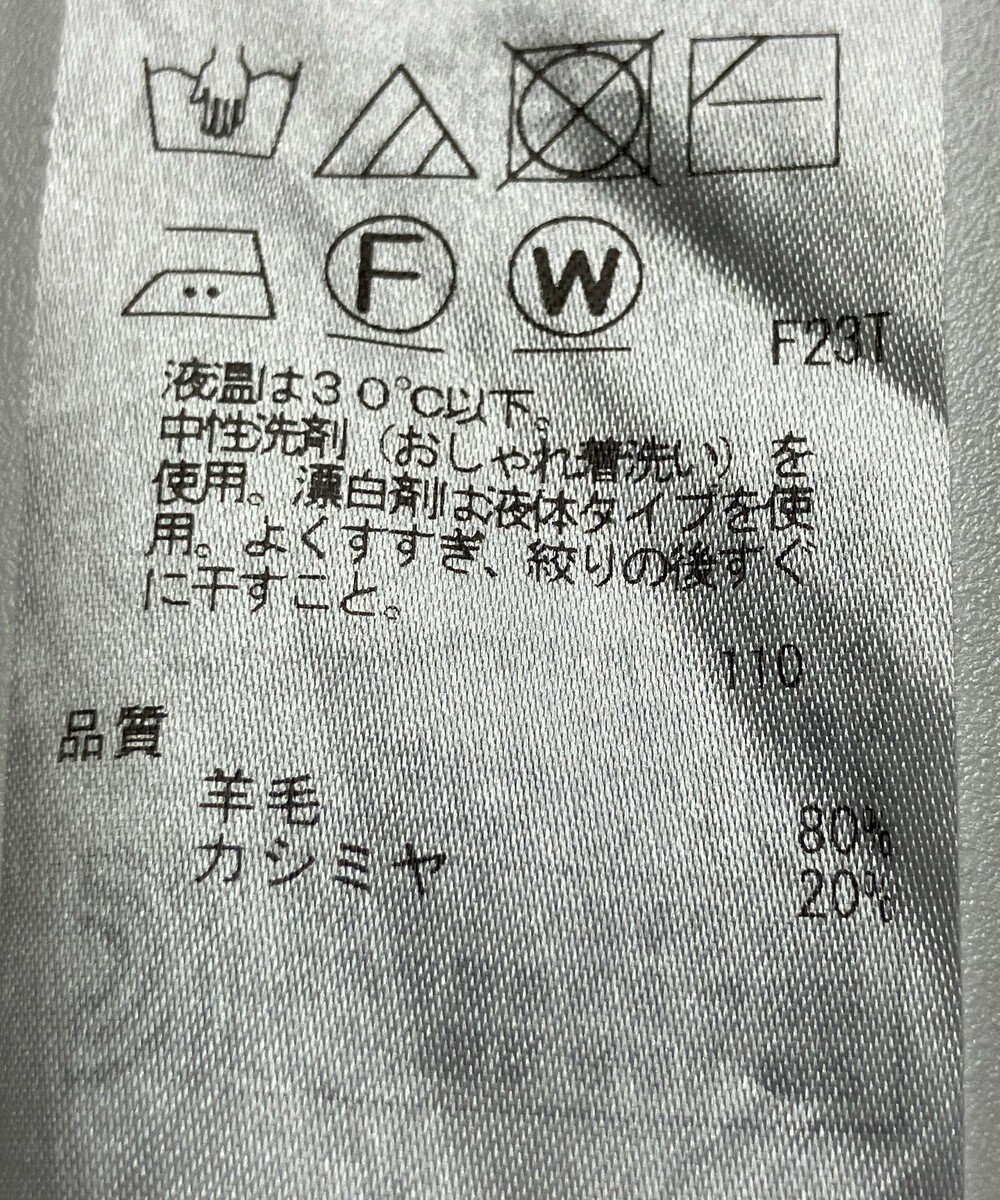 F W
F23T
液温は30℃以下。
中性洗剤（おしゃれ着洗い）を
使用。漂白剤は液体タイプを使
用。よくすすぎ、絞りの後すぐ
に干すこと。
110
品質
羊毛 80%
カシミヤ 20%